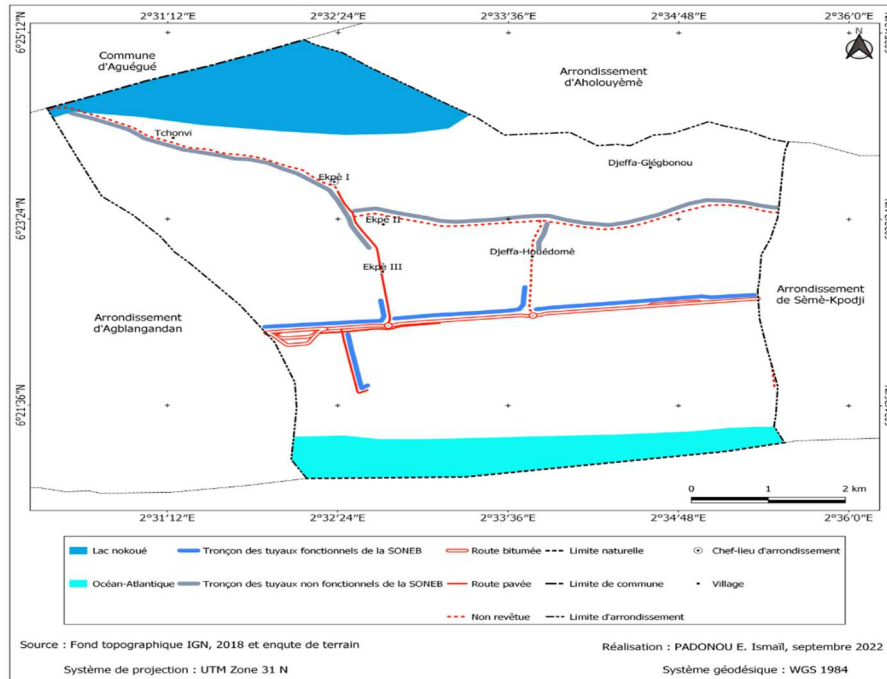 2°31'12"E 2°32'24"E 2°33'36"E 2°34'48"E 2°36'0"E
6°25'12"N
N
Commune
d'Aguégué
Arrondissement
d'Aholouyèmè
Tchonvi
Djeffa-Glégbonou
Ekpè I
6°23'24"N
Ekpè II
Djeffa-Houédomè
Ekpè III
Arrondissement
de Sèmè-Kpodji
Arrondissement
d'Agblangandan
6°21'36"N
0 1 2 km
2°31'12"E 2°32'24"E 2°33'36"E 2°34'48"E 2°36'0"E
Lac nokoué Tronçon des tuyaux fonctionnels de la SONEB Route bitumée Limite naturelle Chef-lieu d'arrondissement
Océan-Atlantique Tronçon des tuyaux non fonctionnels de la SONEB Route pavée Limite de commune Village
Non revêtue Limite d'arrondissement
Source : Fond topographique IGN, 2018 et enqute de terrain Réalisation : PADONOU E. Ismaïl, septembre 2022
Système de projection : UTM Zone 31 N Système géodésique : WGS 1984